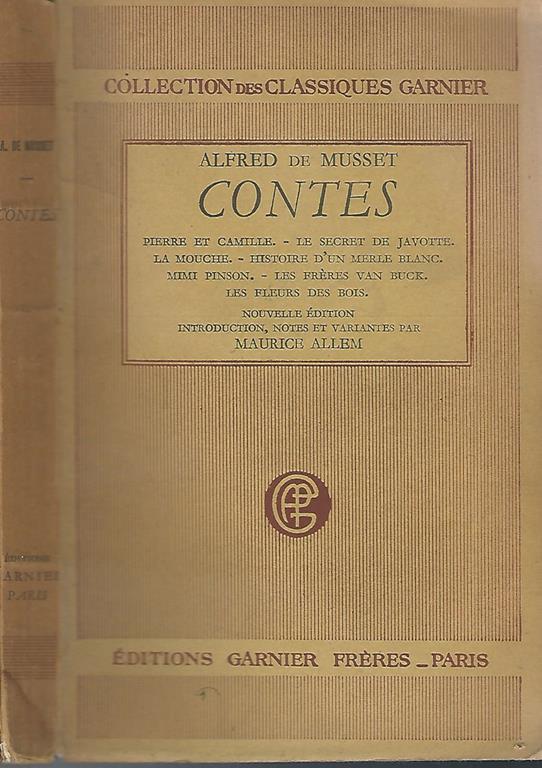 COLLECTION DES CLASSIQUES GARNIER
ALFRED DE MUSSET
CONTES
PIERRE ET CAMILLE. - LE SECRET DE JAVOTTE.
LA MOUCHE. - HISTOIRE D'UN MERLE BLANC.
MIMI PINSON. - LES FRÈRES VAN BUCK.
LES FLEURS DES BOIS.
NOUVELLE ÉDITION
INTRODUCTION, NOTES ET VARIANTES PAR
MAURICE ALLEM
ÉDITIONS GARNIER FRÈRES _ PARIS
A. DE MUSSET
CONTES
ARNIER
PARIS